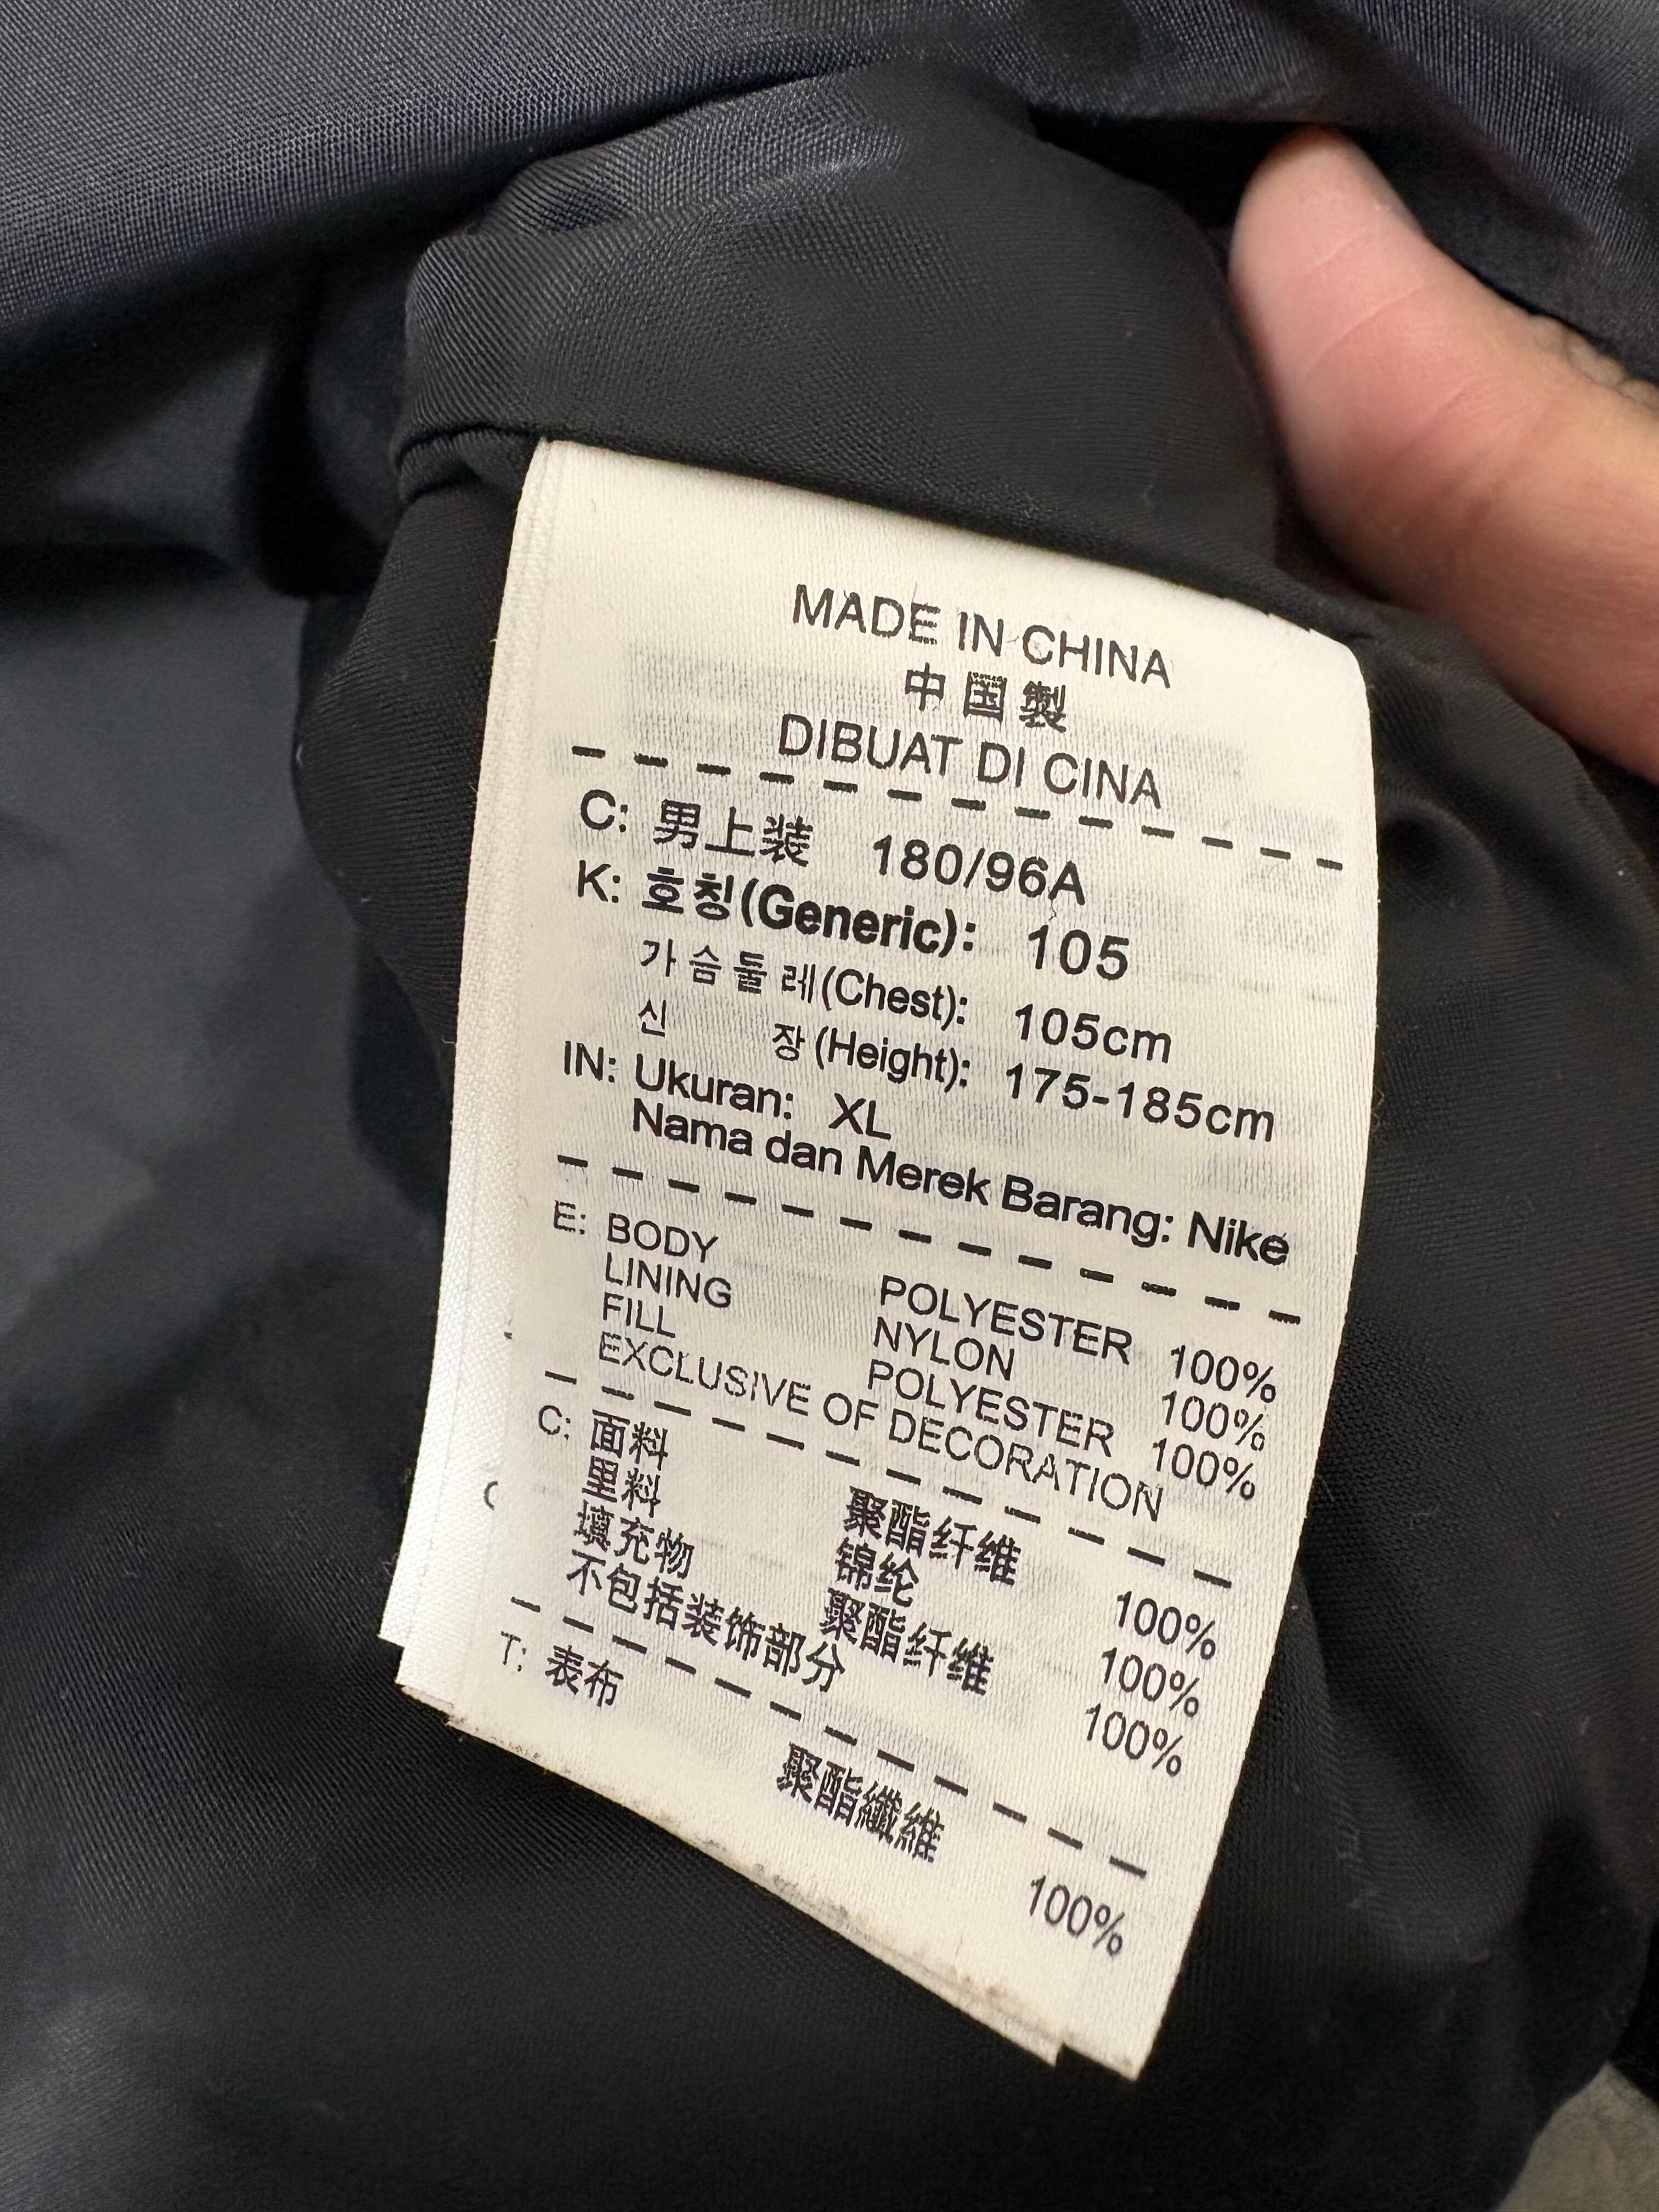 MADE IN CHINA
中国製
DIBUAT DI CINA
C: 男上装 180/96A
K: 호칭(Generic): 105
가슴둘레(Chest): 105cm
신 장(Height): 175-185cm
IN: Ukuran: XL
Nama dan Merek Barang: Nike
E: BODY POLYESTER 100%
LINING NYLON 100%
FILL POLYESTER 100%
EXCLUSIVE OF DECORATION
C: 面料 聚酯纤维 100%
里料 锦纶 100%
填充物 聚酯纤维 100%
不包括装饰部分
T: 表布 聚酯纖維 100%